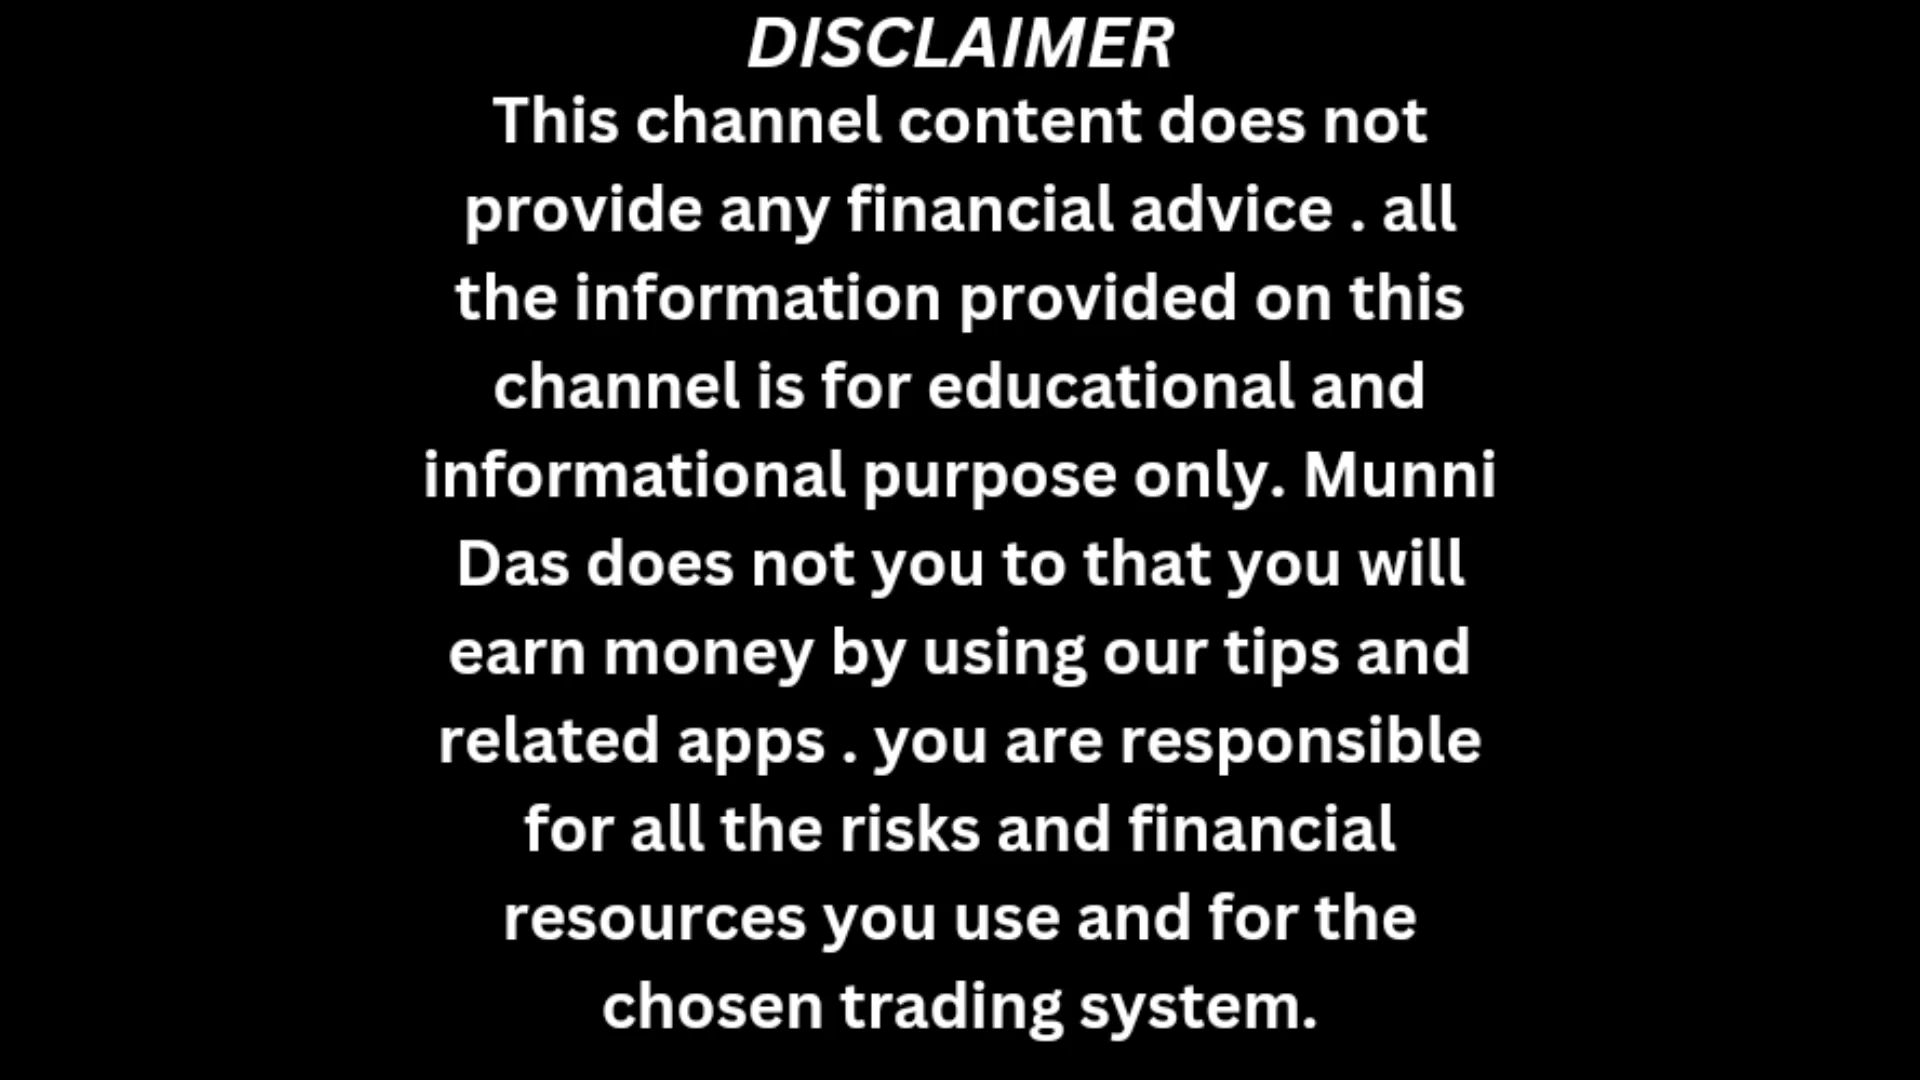 DISCLAIMER
This channel content does not
provide any financial advice . all
the information provided on this
channel is for educational and
informational purpose only. Munni
Das does not you to that you will
earn money by using our tips and
related apps . you are responsible
for all the risks and financial
resources you use and for the
chosen trading system.